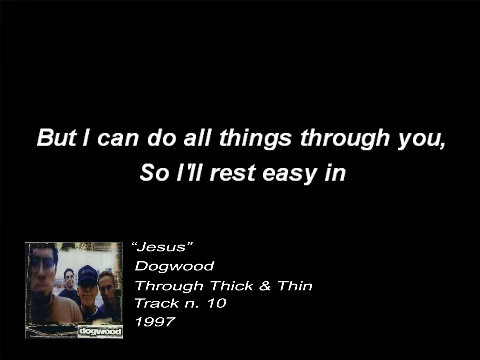 But I can do all things through you,
So I'll rest easy in
"Jesus"
Dogwood
Through Thick & Thin
Track n. 10
1997
dogwood